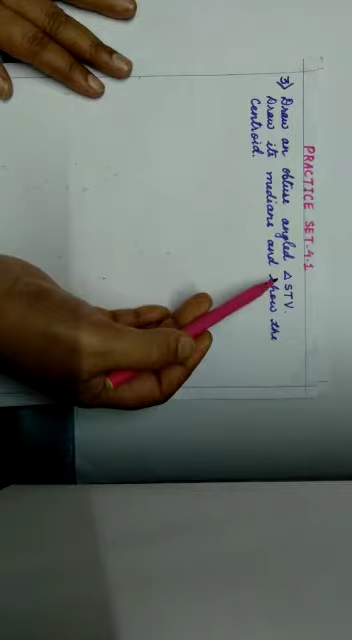 PRACTICE SET-4.1
3) Draw an obtuse angled △ STV.
Draw its medians and show the
Centroid.